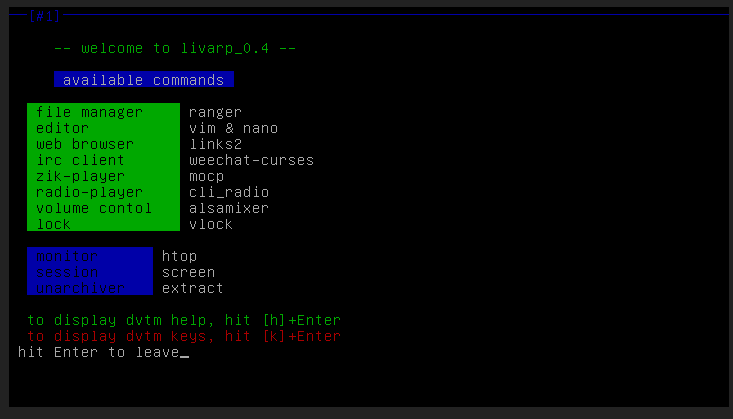 [#1]
-- welcome to livarp_0.4 --
available commands
file manager ranger
editor vim & nano
web browser links2
irc client weechat-curses
zik-player mocp
radio-player cli_radio
volume contol alsamixer
lock vlock
monitor htop
session screen
unarchiver extract
to display dvtm help, hit [h]+Enter
to display dvtm keys, hit [k]+Enter
hit Enter to leave_